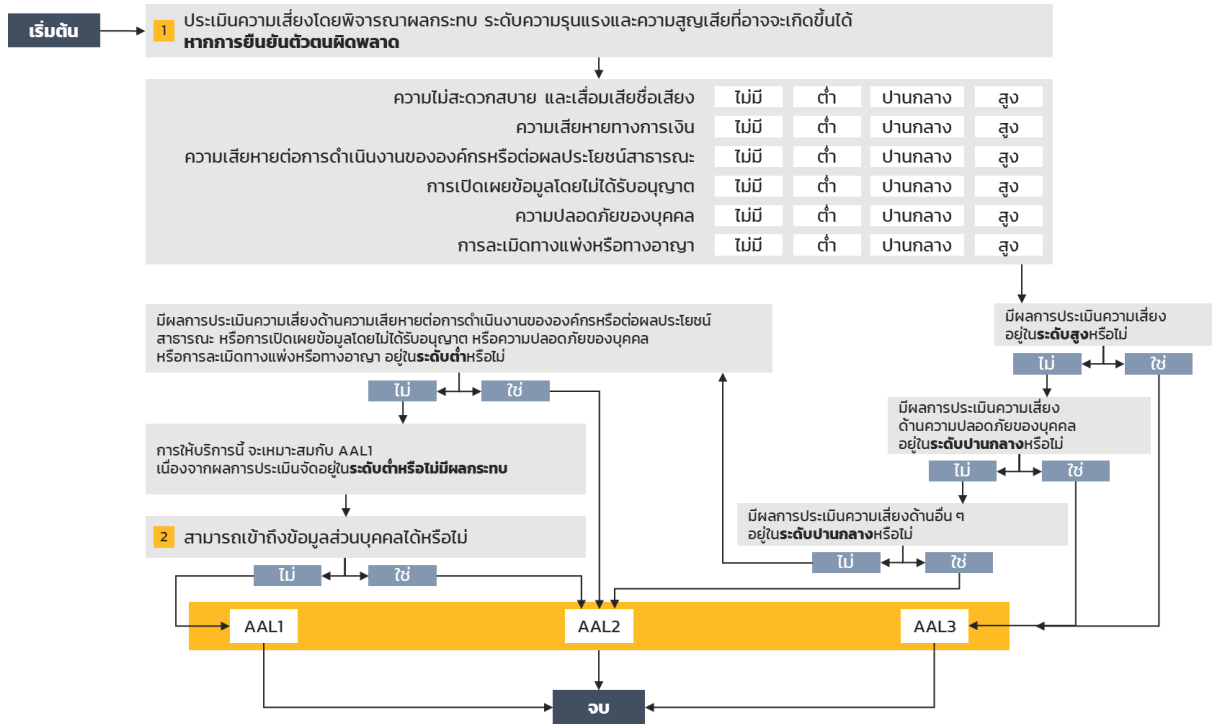 เริ่มต้น
1 ประเมินความเสี่ยงโดยพิจารณาผลกระทบ ระดับความรุนแรงและความสูญเสียที่อาจจะเกิดขึ้นได้
หากการยืนยันตัวตนผิดพลาด
ความไม่สะดวกสบาย และเสื่อมเสียชื่อเสียง ไม่มี ต่ำ ปานกลาง สูง
ความเสียหายทางการเงิน ไม่มี ต่ำ ปานกลาง สูง
ความเสียหายต่อการดำเนินงานขององค์กรหรือต่อผลประโยชน์สาธารณะ ไม่มี ต่ำ ปานกลาง สูง
การเปิดเผยข้อมูลโดยไม่ได้รับอนุญาต ไม่มี ต่ำ ปานกลาง สูง
ความปลอดภัยของบุคคล ไม่มี ต่ำ ปานกลาง สูง
การละเมิดทางแพ่งหรือทางอาญา ไม่มี ต่ำ ปานกลาง สูง
มีผลการประเมินความเสี่ยง
อยู่ในระดับสูงหรือไม่
ไม่ ใช่
มีผลการประเมินความเสี่ยง
ด้านความปลอดภัยของบุคคล
อยู่ในระดับปานกลางหรือไม่
ไม่ ใช่
มีผลการประเมินความเสี่ยงด้านอื่น ๆ
อยู่ในระดับปานกลางหรือไม่
ไม่ ใช่
มีผลการประเมินความเสี่ยงด้านความเสียหายต่อการดำเนินงานขององค์กรหรือต่อผลประโยชน์
สาธารณะ หรือการเปิดเผยข้อมูลโดยไม่ได้รับอนุญาต หรือความปลอดภัยของบุคคล
หรือการละเมิดทางแพ่งหรือทางอาญา อยู่ในระดับต่ำหรือไม่
ไม่ ใช่
การให้บริการนี้ จะเหมาะสมกับ AAL1
เนื่องจากผลการประเมินจัดอยู่ในระดับต่ำหรือไม่มีผลกระทบ
2 สามารถเข้าถึงข้อมูลส่วนบุคคลได้หรือไม่
ไม่ ใช่
AAL1 AAL2 AAL3
จบ